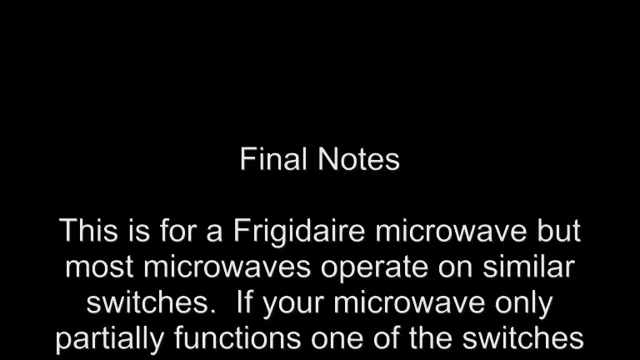 Final Notes
This is for a Frigidaire microwave but
most microwaves operate on similar
switches.  If your microwave only
partially functions one of the switches